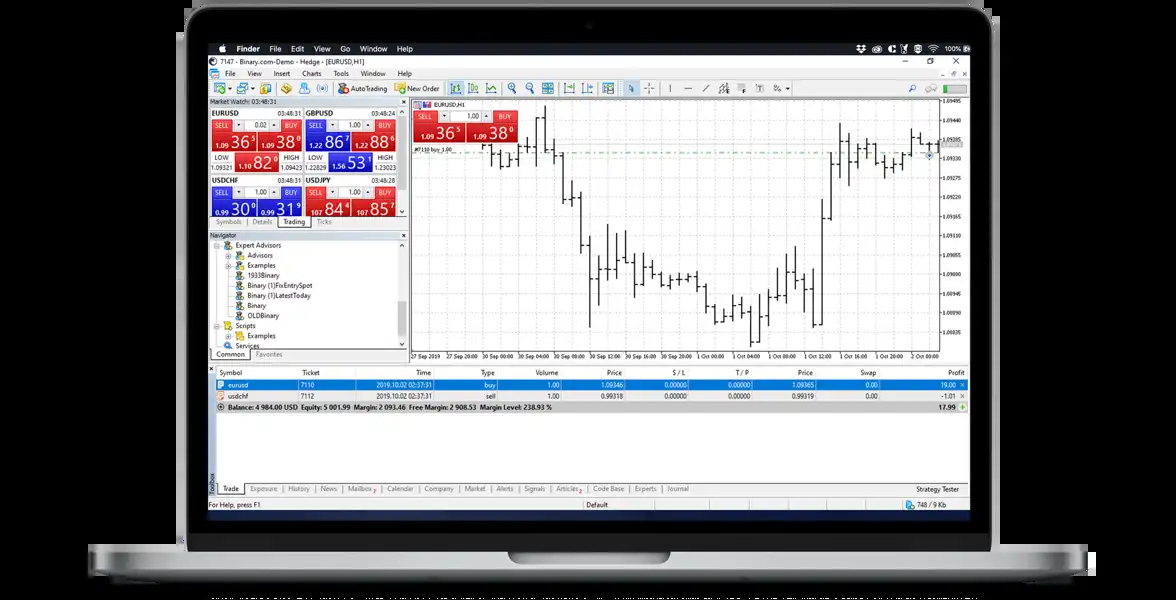 Finder File Edit View Go Window Help 100%
7147 - Binary.com-Demo - Hedge - [EURUSD,H1]
File View Insert Charts Tools Window Help
AutoTrading New Order
Market Watch: 03:48:31
EURUSD 03:48:31 GBPUSD 03:48:24
SELL 0.02 BUY SELL 1.00 BUY
1.09 36 5 1.09 38 0 1.22 86 7 1.22 88 6
LOW 1.10 82 0 HIGH LOW 1.56 53 1 HIGH
1.09321 1.09423 1.22829 1.23023
USDCHF 03:48:31 USDJPY 03:48:28
SELL 1.00 BUY SELL 1.00 BUY
0.99 30 0 0.99 31 9 107 84 4 107 85 7
Symbols Details Trading Ticks
Navigator
Expert Advisors
Advisors
Examples
1933Binary
Binary (1)FixEntrySpot
Binary (1)LatestToday
Binary
OLDBinary
Scripts
Examples
Services
Common Favorites
EURUSD,H1
SELL 1.00 BUY
1.09 36 5 1.09 38 0
#7110 buy 1.00
1.09495
1.09440
1.09385
1.09330
1.09275
1.09220
1.09165
1.09110
1.09055
1.09000
1.08945
1.08890
1.08835
27 Sep 2019 27 Sep 20:00 30 Sep 00:00 30 Sep 04:00 30 Sep 08:00 30 Sep 12:00 30 Sep 16:00 30 Sep 20:00 1 Oct 00:00 1 Oct 04:00 1 Oct 08:00 1 Oct 12:00 1 Oct 16:00 1 Oct 20:00 2 Oct 00:00
Symbol Ticket Time Type Volume Price S / L T / P Price Swap Profit
eurusd 7110 2019.10.02 02:37:31 buy 1.00 1.09346 0.00000 0.00000 1.09365 0.00 19.00
usdchf 7112 2019.10.02 02:37:31 sell 1.00 0.99318 0.00000 0.00000 0.99319 0.00 -1.01
Balance: 4 984.00 USD Equity: 5 001.99 Margin: 2 093.46 Free Margin: 2 908.53 Margin Level: 238.93 % 17.99
Toolbox
Trade Exposure History News Mailbox 7 Calendar Company Market Alerts Signals Articles 2 Code Base Experts Journal Strategy Tester
For Help, press F1 Default 748 / 9 Kb